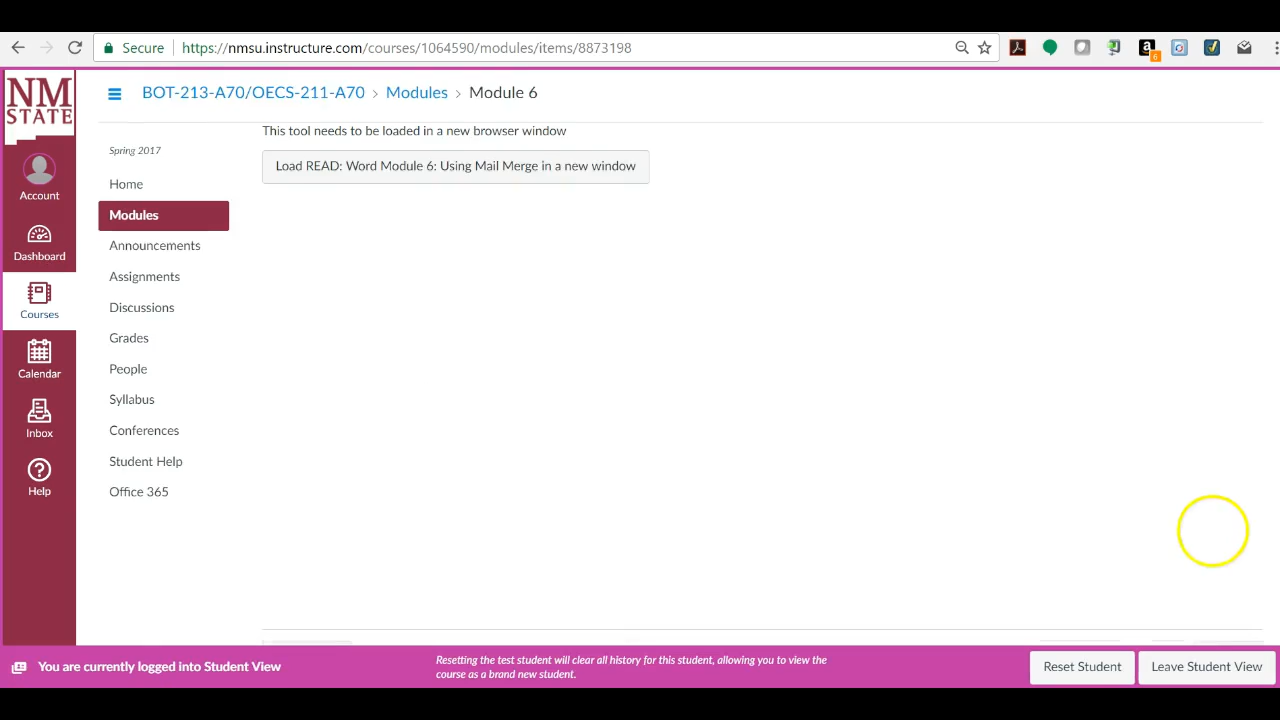 Secure
https://nmsu.instructure.com/courses/1064590/modules/items/8873198
6
NM
STATE
BOT-213-A70/OECS-211-A70 > Modules > Module 6
This tool needs to be loaded in a new browser window
Load READ: Word Module 6: Using Mail Merge in a new window
Spring 2017
Home
Modules
Announcements
Assignments
Discussions
Grades
People
Syllabus
Conferences
Student Help
Office 365
Account
Dashboard
Courses
Calendar
Inbox
Help
You are currently logged into Student View
Resetting the test student will clear all history for this student, allowing you to view the
course as a brand new student.
Reset Student
Leave Student View